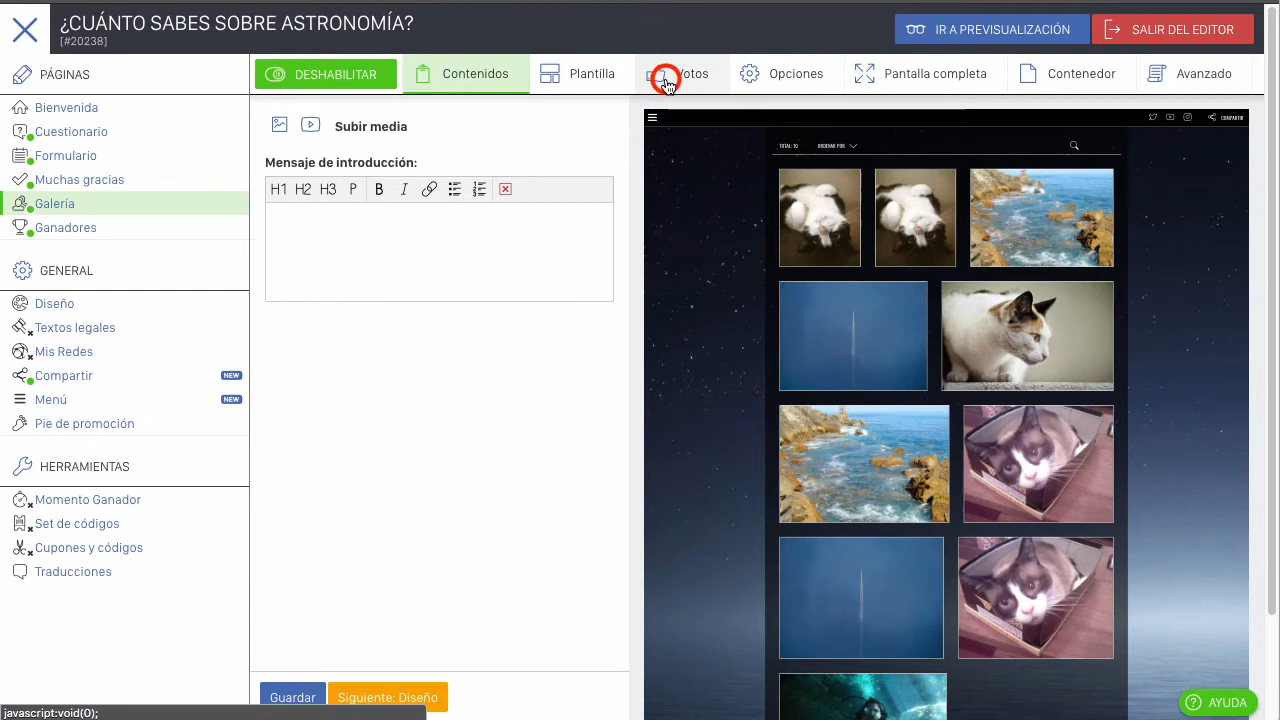 ¿CUÁNTO SABES SOBRE ASTRONOMÍA?
[#20238]
IR A PREVISUALIZACIÓN
SALIR DEL EDITOR
PÁGINAS
DESHABILITAR
Contenidos
Plantilla
Votos
Opciones
Pantalla completa
Contenedor
Avanzado
Bienvenida
Cuestionario
Formulario
Muchas gracias
Galería
Ganadores
GENERAL
Diseño
Textos legales
Mis Redes
Compartir NEW
Menú NEW
Pie de promoción
HERRAMIENTAS
Momento Ganador
Set de códigos
Cupones y códigos
Traducciones
Subir media
Mensaje de introducción:
H1 H2 H3 P B I
Guardar
Siguiente: Diseño
COMPARTIR
TOTAL: 10
ORDENAR POR
AYUDA
javascript:void(0);